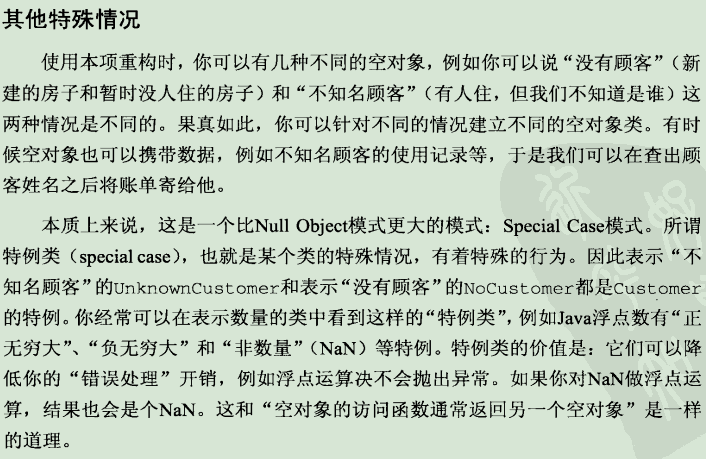 其他特殊情况
使用本项重构时，你可以有几种不同的空对象，例如你可以说“没有顾客”（新
建的房子和暂时没人住的房子）和“不知名顾客”（有人住，但我们不知道是谁）这
两种情况是不同的。果真如此，你可以针对不同的情况建立不同的空对象类。有时
候空对象也可以携带数据，例如不知名顾客的使用记录等，于是我们可以在查出顾
客姓名之后将账单寄给他。
本质上来说，这是一个比Null Object模式更大的模式：Special Case模式。所谓
特例类（special case），也就是某个类的特殊情况，有着特殊的行为。因此表示“不
知名顾客”的UnknownCustomer和表示“没有顾客”的NoCustomer都是Customer
的特例。你经常可以在表示数量的类中看到这样的“特例类”，例如Java浮点数有“正
无穷大”、“负无穷大”和“非数量”（NaN）等特例。特例类的价值是：它们可以降
低你的“错误处理”开销，例如浮点运算决不会抛出异常。如果你对NaN做浮点运
算，结果也会是个NaN。这和“空对象的访问函数通常返回另一个空对象”是一样
的道理。